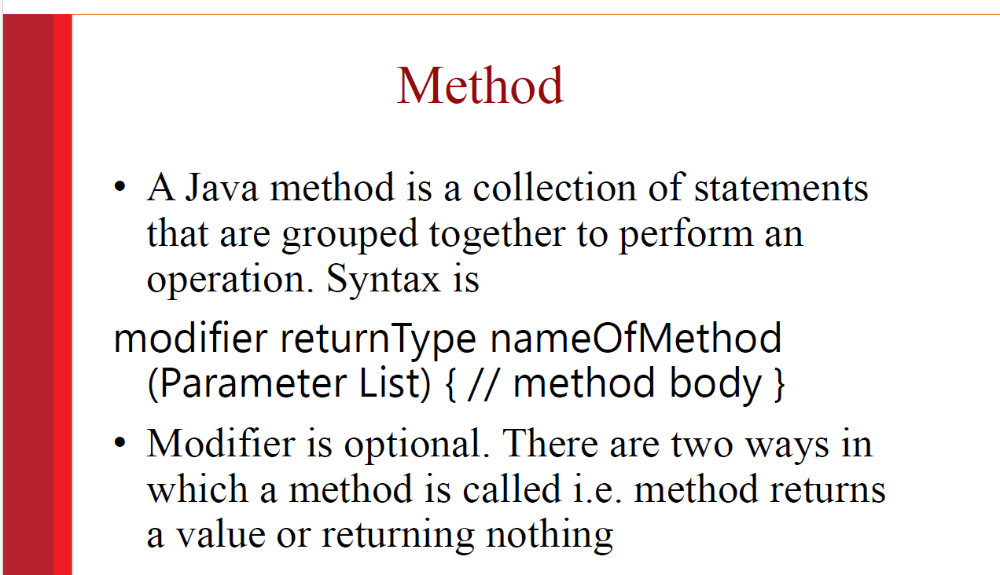 Method
• A Java method is a collection of statements
that are grouped together to perform an
operation. Syntax is
modifier returnType nameOfMethod
(Parameter List) { // method body }
• Modifier is optional. There are two ways in
which a method is called i.e. method returns
a value or returning nothing